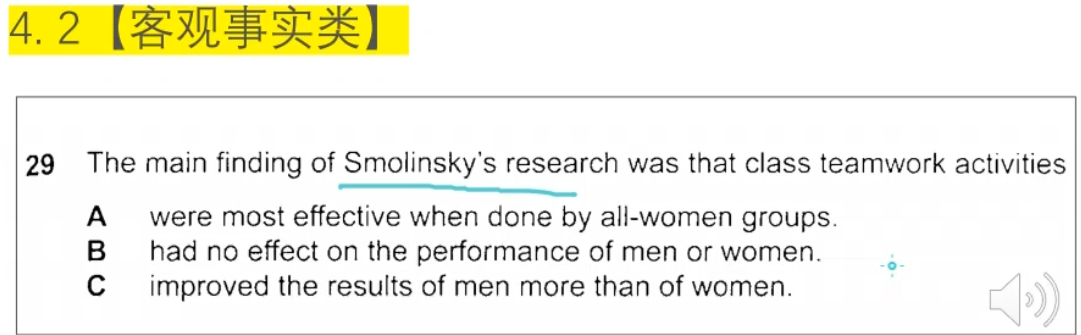 4. 2【客观事实类】
29 The main finding of Smolinsky's research was that class teamwork activities
A were most effective when done by all-women groups.
B had no effect on the performance of men or women.
C improved the results of men more than of women.